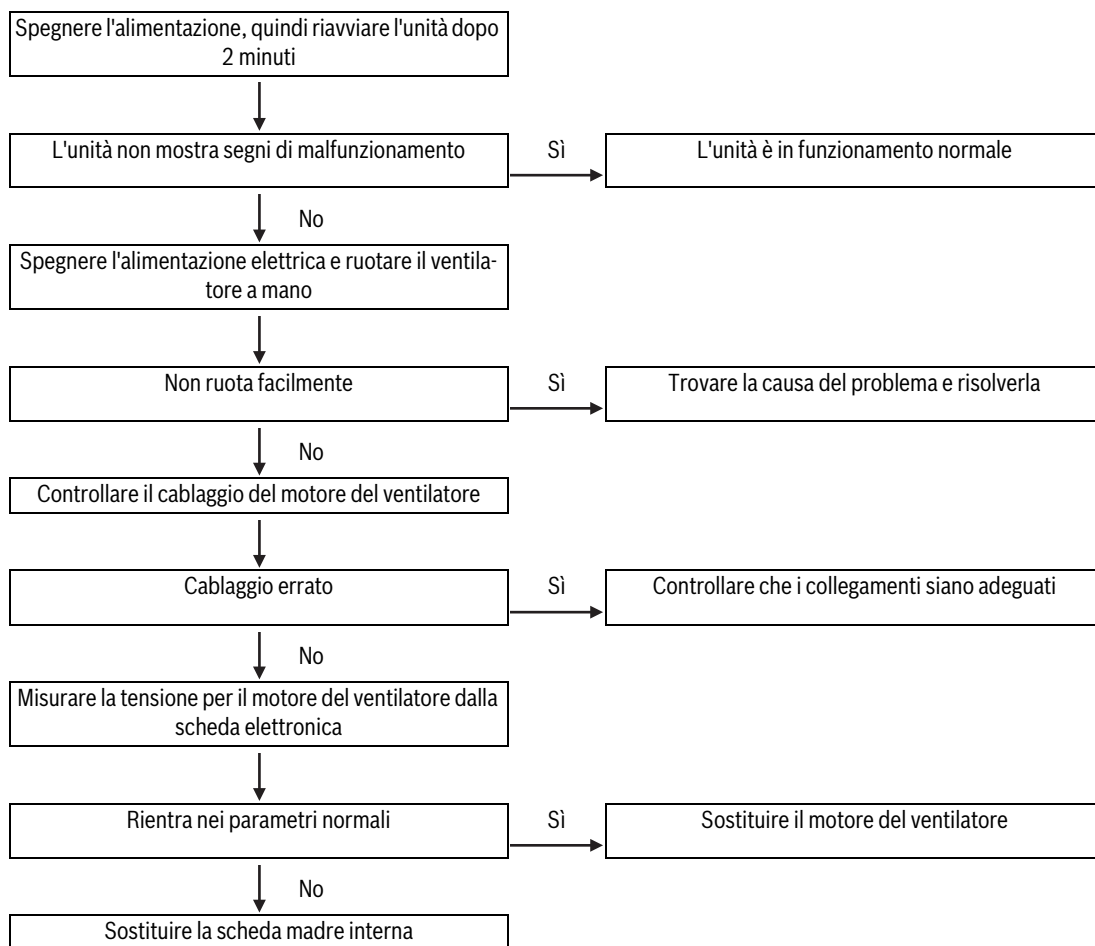 Spegnere l'alimentazione, quindi riavviare l'unità dopo
2 minuti
L'unità non mostra segni di malfunzionamento
Sì
L'unità è in funzionamento normale
No
Spegnere l'alimentazione elettrica e ruotare il ventila-
tore a mano
Non ruota facilmente
Sì
Trovare la causa del problema e risolverla
No
Controllare il cablaggio del motore del ventilatore
Cablaggio errato
Sì
Controllare che i collegamenti siano adeguati
No
Misurare la tensione per il motore del ventilatore dalla
scheda elettronica
Rientra nei parametri normali
Sì
Sostituire il motore del ventilatore
No
Sostituire la scheda madre interna